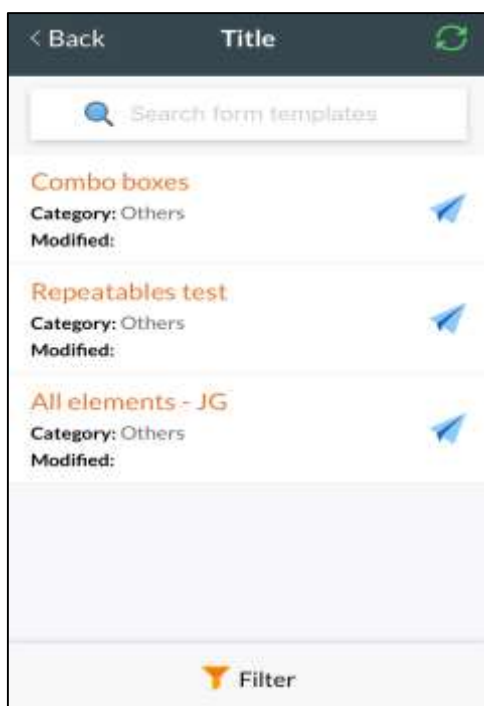 < Back Title
Search form templates
Combo boxes
Category: Others
Modified:
Repeatables test
Category: Others
Modified:
All elements - JG
Category: Others
Modified:
Filter